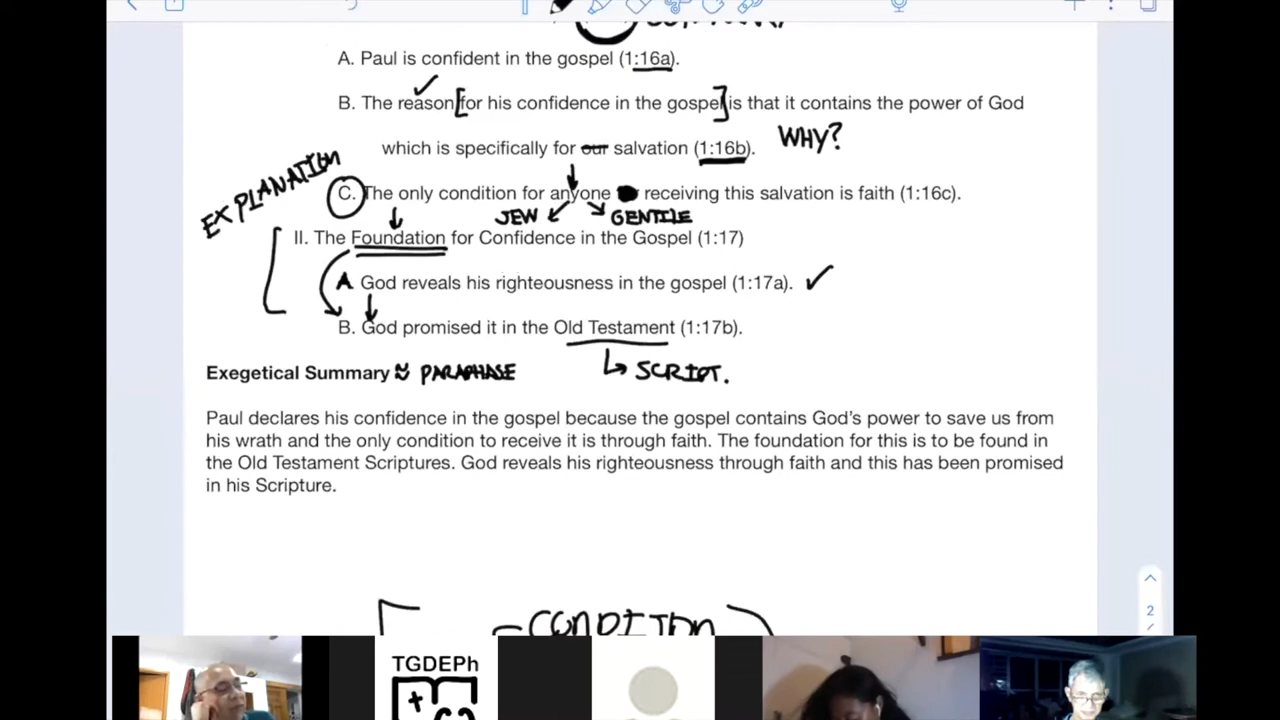 A. Paul is confident in the gospel (1:16a).
B. The reason [for his confidence in the gospel] is that it contains the power of God
which is specifically for our salvation (1:16b). WHY?
EXPLANATION
C. The only condition for anyone receiving this salvation is faith (1:16c).
JEW GENTILE
II. The Foundation for Confidence in the Gospel (1:17)
A God reveals his righteousness in the gospel (1:17a).
B. God promised it in the Old Testament (1:17b).
Exegetical Summary ≈ PARAPHASE SCRIPT.
Paul declares his confidence in the gospel because the gospel contains God's power to save us from
his wrath and the only condition to receive it is through faith. The foundation for this is to be found in
the Old Testament Scriptures. God reveals his righteousness through faith and this has been promised
in his Scripture.
CONDITION
2
TGDEPh